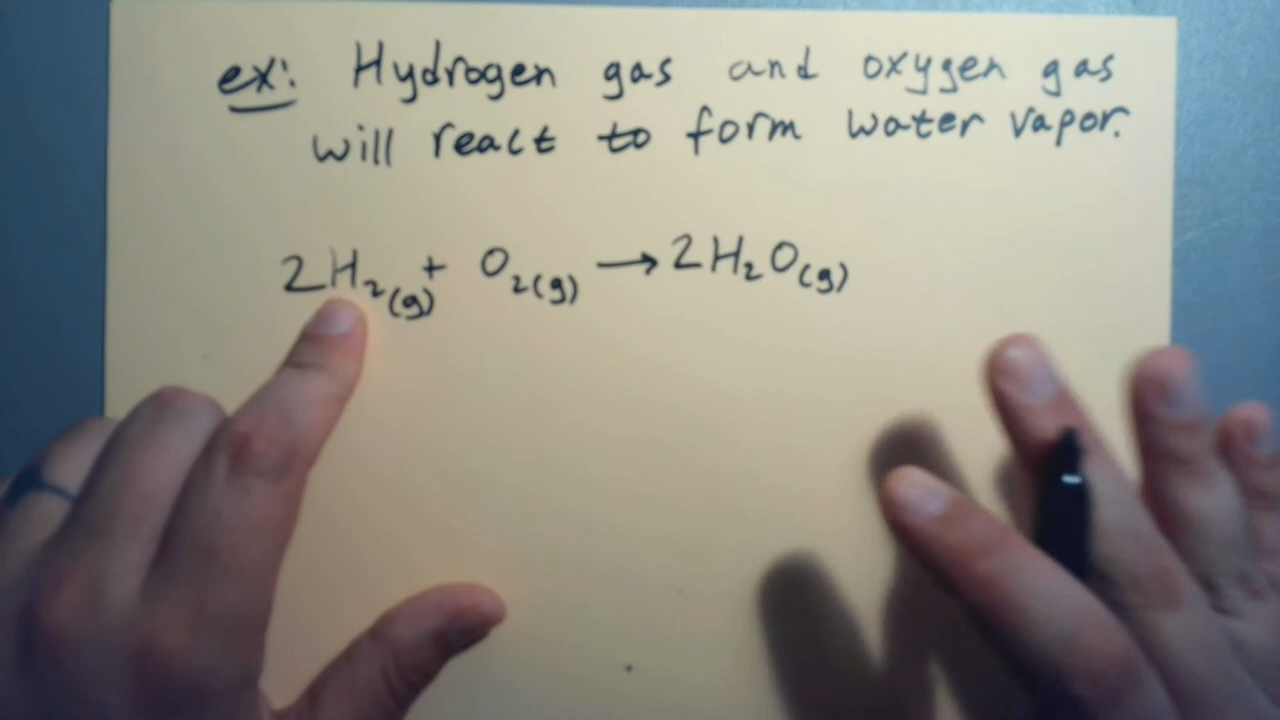 ex: Hydrogen gas and oxygen gas
will react to form water vapor.
2H₂(g) + O₂(g) → 2H₂O(g)